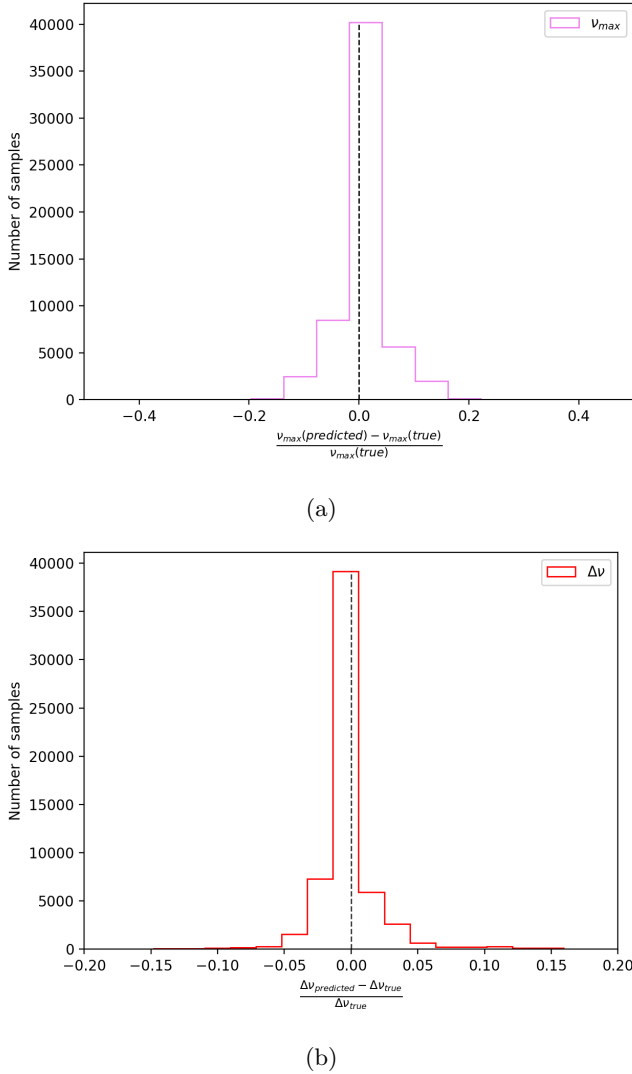 40000
35000
30000
25000
20000
15000
10000
5000
0
Number of samples
ν_max
−0.4 −0.2 0.0 0.2 0.4
ν_max(predicted) − ν_max(true)
ν_max(true)
(a)
40000
35000
30000
25000
20000
15000
10000
5000
0
Number of samples
Δν
−0.20 −0.15 −0.10 −0.05 0.00 0.05 0.10 0.15 0.20
Δν_predicted − Δν_true
Δν_true
(b)